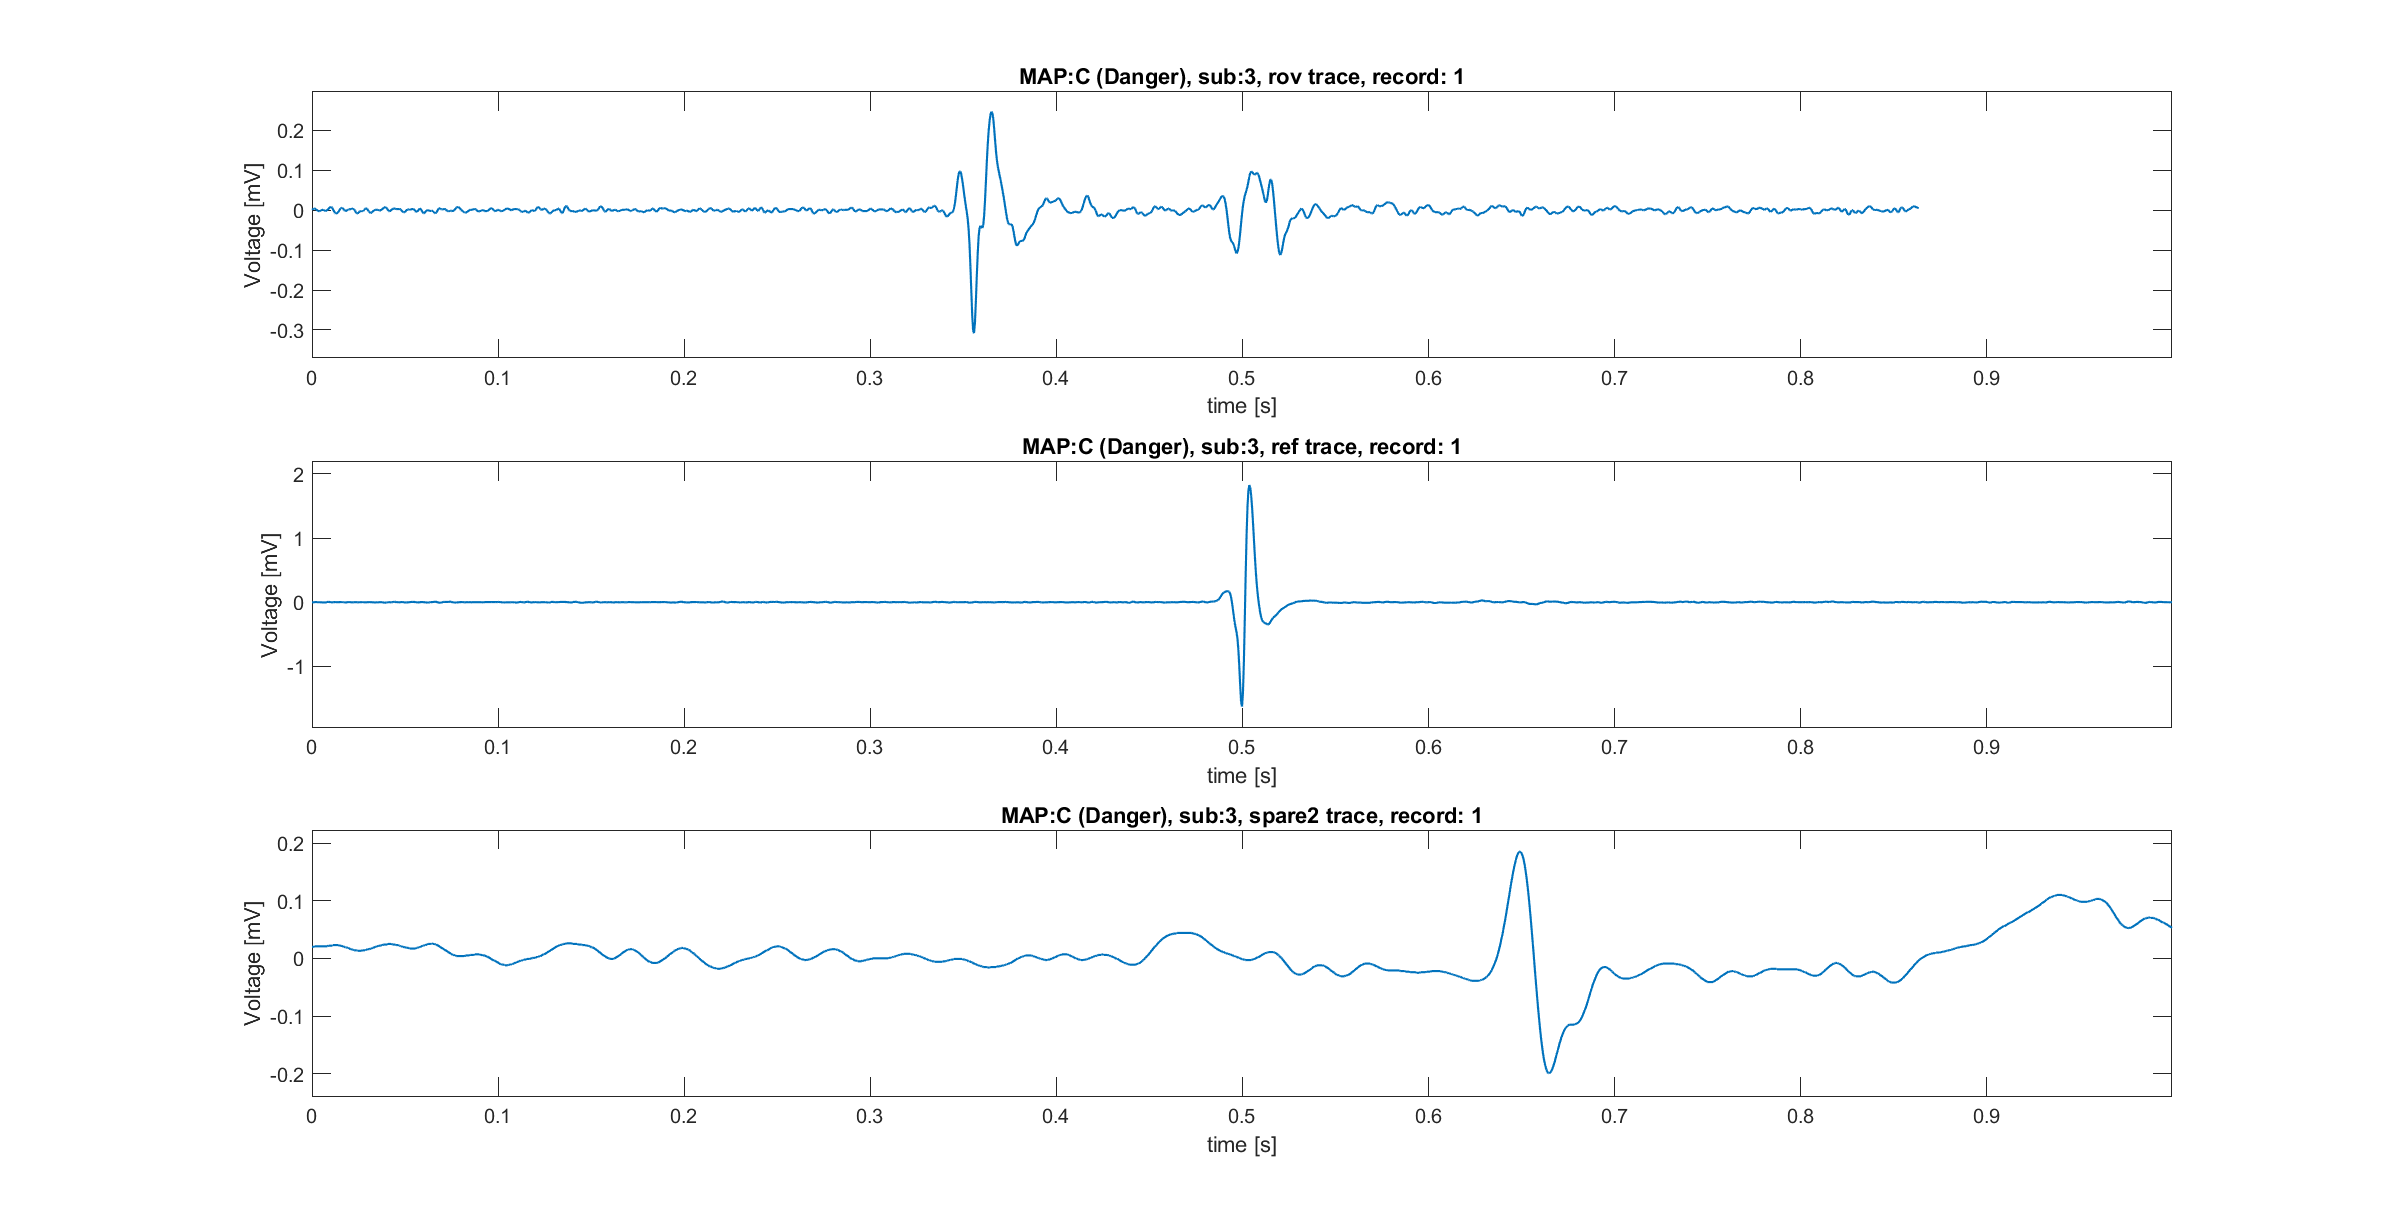 MAP:C (Danger), sub:3, rov trace, record: 1
Voltage [mV]
0.2
0.1
0
-0.1
-0.2
-0.3
0 0.1 0.2 0.3 0.4 0.5 0.6 0.7 0.8 0.9
time [s]
MAP:C (Danger), sub:3, ref trace, record: 1
Voltage [mV]
2
1
0
-1
0 0.1 0.2 0.3 0.4 0.5 0.6 0.7 0.8 0.9
time [s]
MAP:C (Danger), sub:3, spare2 trace, record: 1
Voltage [mV]
0.2
0.1
0
-0.1
-0.2
0 0.1 0.2 0.3 0.4 0.5 0.6 0.7 0.8 0.9
time [s]